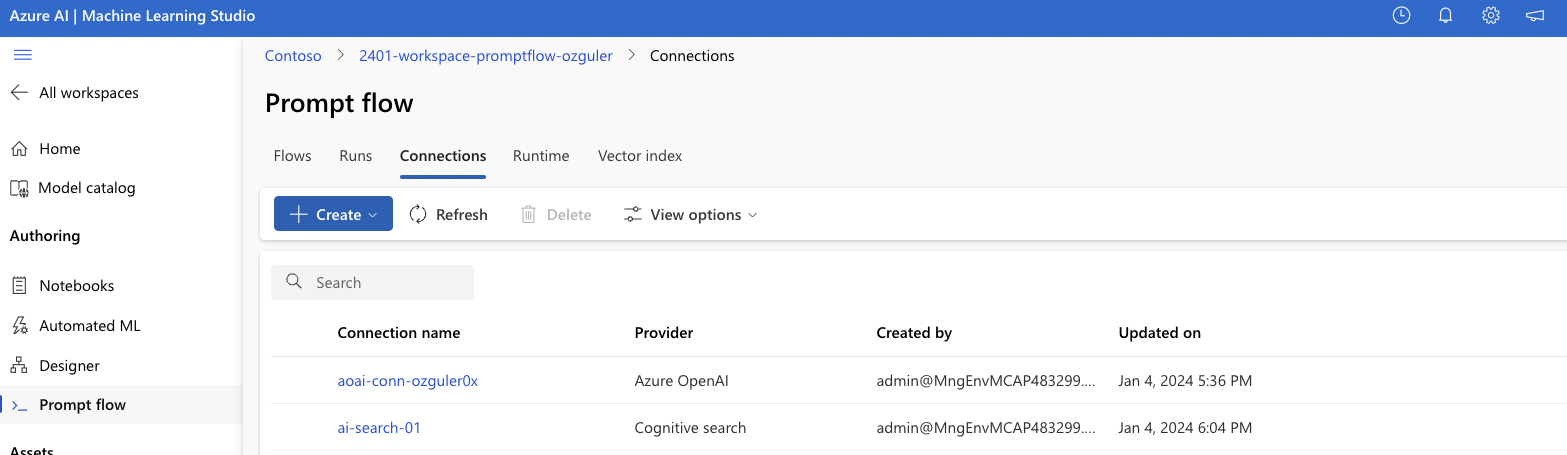 Azure AI | Machine Learning Studio
Contoso > 2401-workspace-promptflow-ozguler > Connections
All workspaces
Prompt flow
Home
Flows Runs Connections Runtime Vector index
Model catalog
Create Refresh Delete View options
Authoring
Search
Notebooks
Automated ML
Connection name Provider Created by Updated on
Designer
aoai-conn-ozguler0x Azure OpenAI admin@MngEnvMCAP483299.... Jan 4, 2024 5:36 PM
Prompt flow
ai-search-01 Cognitive search admin@MngEnvMCAP483299.... Jan 4, 2024 6:04 PM
Assets